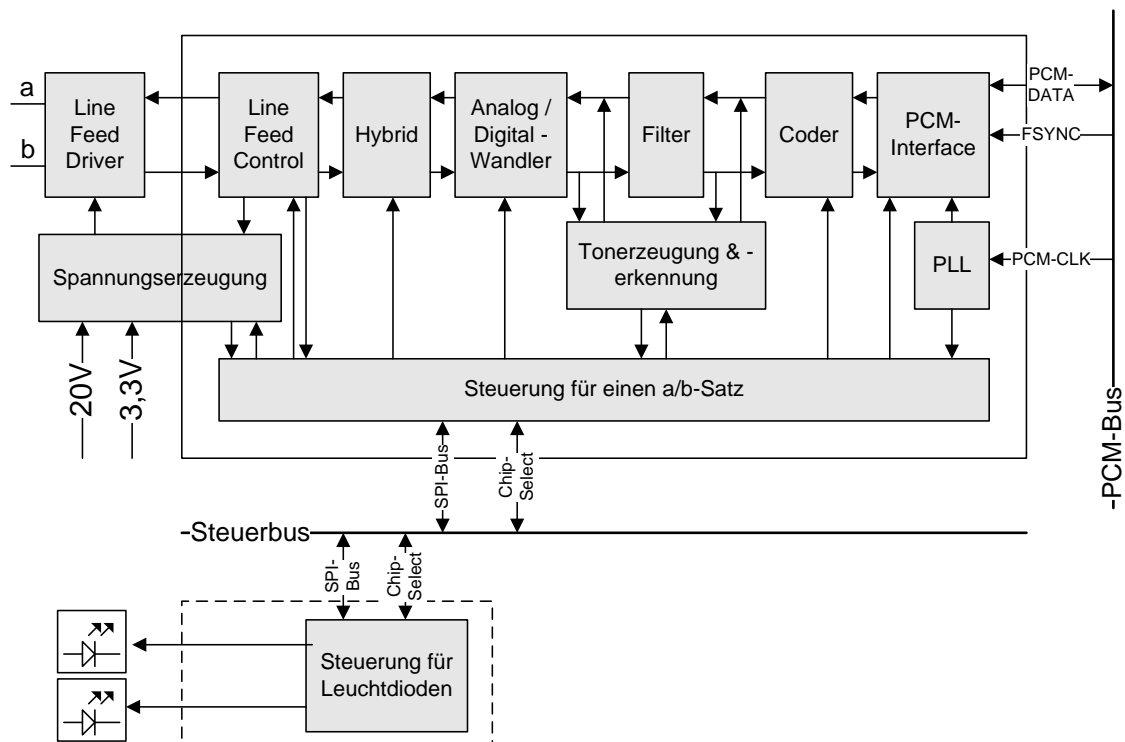 a
b
Line
Feed
Driver
Line
Feed
Control
Hybrid
Analog /
Digital -
Wandler
Filter
Coder
PCM-
Interface
PCM-
DATA
FSYNC
Spannungserzeugung
Tonerzeugung & -
erkennung
PLL
PCM-CLK
20V
3,3V
Steuerung für einen a/b-Satz
PCM-Bus
SPI-Bus
Chip-
Select
Steuerbus
SPI-
Bus
Chip-
Select
Steuerung für
Leuchtdioden